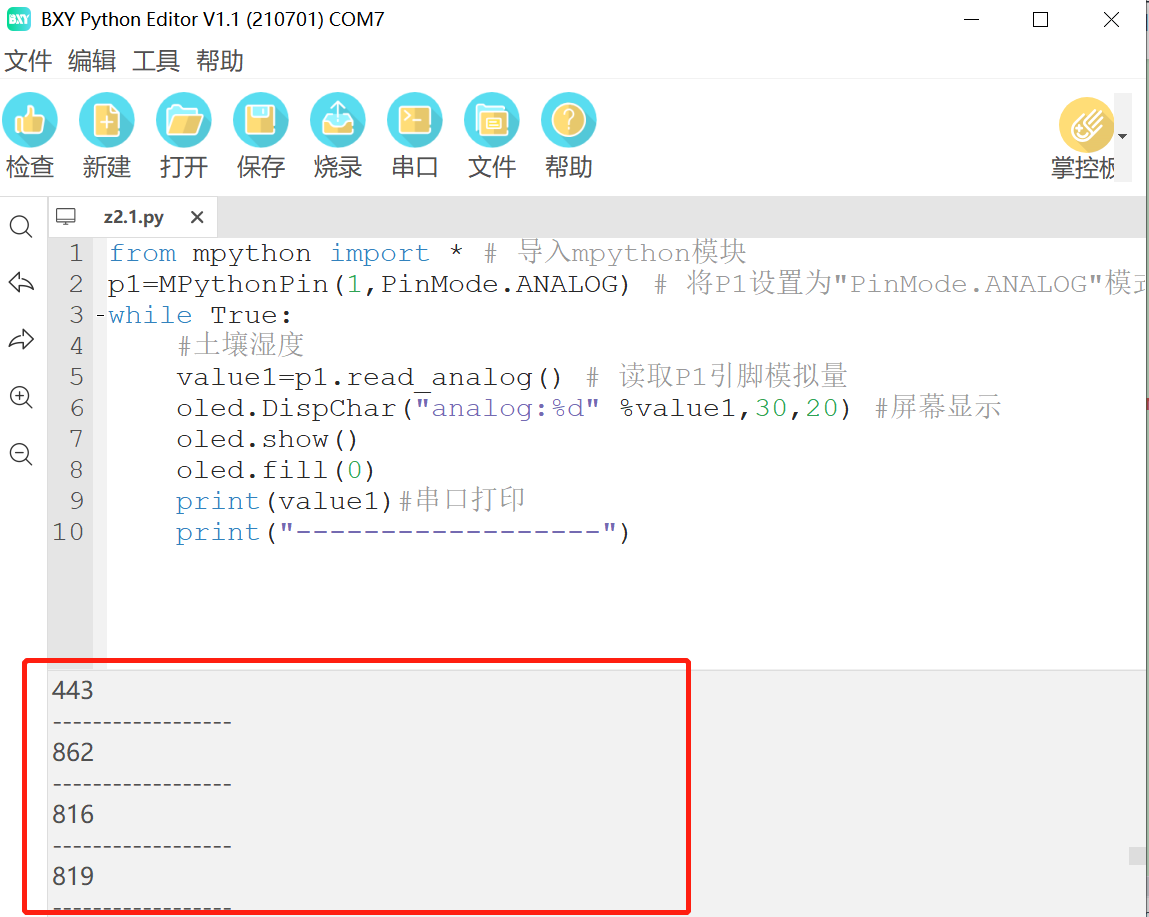 BXY BXY Python Editor V1.1 (210701) COM7
文件 编辑 工具 帮助
检查 新建 打开 保存 烧录 串口 文件 帮助 掌控板
z2.1.py
1 from mpython import * # 导入mpython模块
2 p1=MPythonPin(1,PinMode.ANALOG) # 将P1设置为"PinMode.ANALOG"模式
3 while True:
4 #土壤湿度
5 value1=p1.read_analog() # 读取P1引脚模拟量
6 oled.DispChar("analog:%d" %value1,30,20) #屏幕显示
7 oled.show()
8 oled.fill(0)
9 print(value1)#串口打印
10 print("------------------")
443
------------------
862
------------------
816
------------------
819
------------------